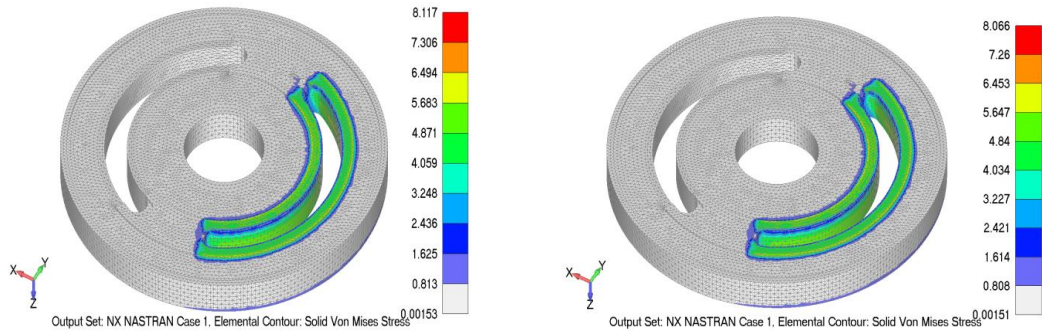 8.117
7.306
6.494
5.683
4.871
4.059
3.248
2.436
1.625
0.813
0,00153
X
Y
Z
Output Set: NX NASTRAN Case 1, Elemental Contour: Solid Von Mises Stress
8.066
7.26
6.453
5.647
4.84
4.034
3.227
2.421
1.614
0.808
0.00153
X
Y
Z
Output Set: NX NASTRAN Case 1, Elemental Contour: Solid Von Mises Stress